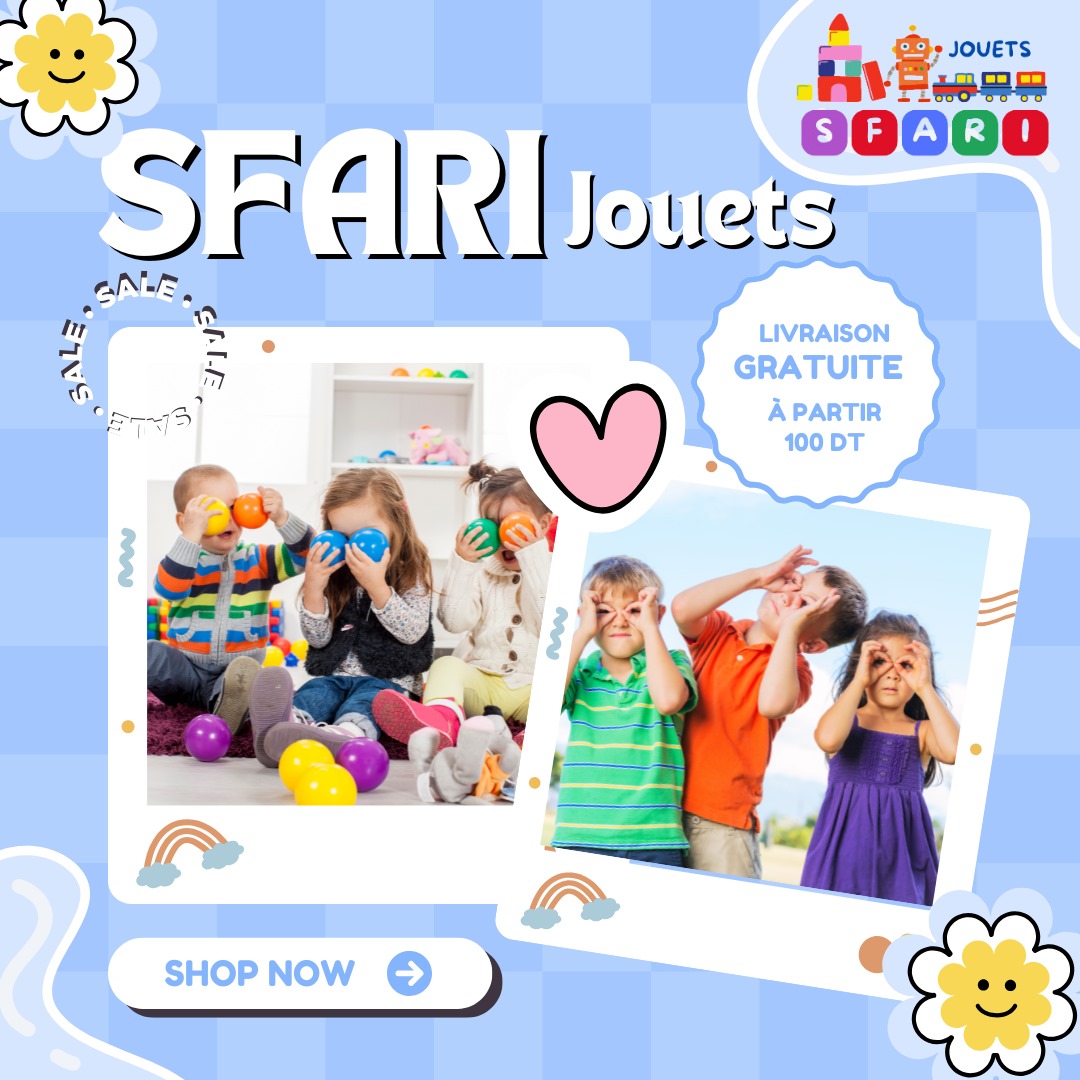 JOUETS
SFARI
SFARI Jouets
SALE • SALE • SALE • SALE •
LIVRAISON
GRATUITE
À PARTIR
100 DT
SHOP NOW